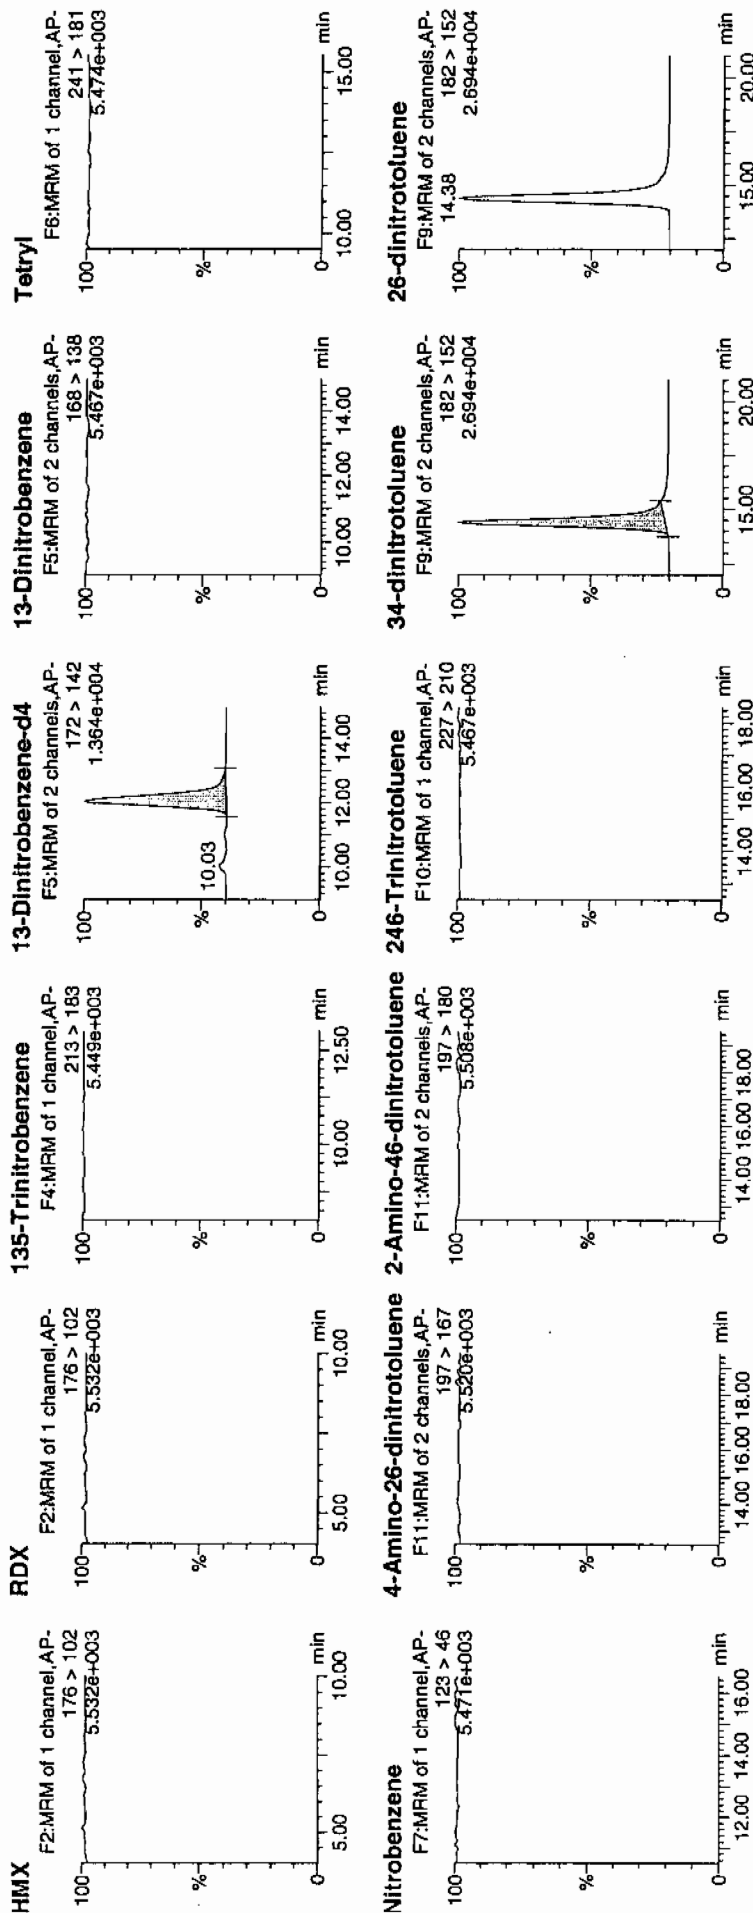 HMX
F2:MRM of 1 channel,AP-
176 > 102
5.532e+003
100
%
0
5.00
10.00
min
RDX
F2:MRM of 1 channel,AP-
176 > 102
5.532e+003
100
%
0
5.00
10.00
min
135-Trinitrobenzene
F4:MRM of 1 channel,AP-
213 > 183
5.449e+003
100
%
0
10.00
12.50
min
13-Dinitrobenzene-d4
F5:MRM of 2 channels,AP-
172 > 142
1.364e+004
100
%
0
10.03
10.00
12.00
14.00
min
13-Dinitrobenzene
F5:MRM of 2 channels,AP-
168 > 138
5.467e+003
100
%
0
10.00
12.00
14.00
min
Tetryl
F6:MRM of 1 channel,AP-
241 > 181
5.474e+003
100
%
0
10.00
15.00
min
Nitrobenzene
F7:MRM of 1 channel,AP-
123 > 46
5.471e+003
100
%
0
12.00
14.00
16.00
min
4-Amino-26-dinitrotoluene
F11:MRM of 2 channels,AP-
197 > 167
5.520e+003
100
%
0
14.00
16.00
18.00
min
2-Amino-46-dinitrotoluene
F11:MRM of 2 channels,AP-
197 > 180
5.508e+003
100
%
0
14.00
16.00
18.00
min
246-Trinitrotoluene
F10:MRM of 1 channel,AP-
227 > 210
5.467e+003
100
%
0
14.00
16.00
18.00
min
34-dinitrotoluene
F9:MRM of 2 channels,AP-
182 > 152
2.694e+004
100
%
0
15.00
20.00
min
26-dinitrotoluene
F9:MRM of 2 channels,AP-
182 > 152
2.694e+004
14.38
100
%
0
15.00
20.00
min